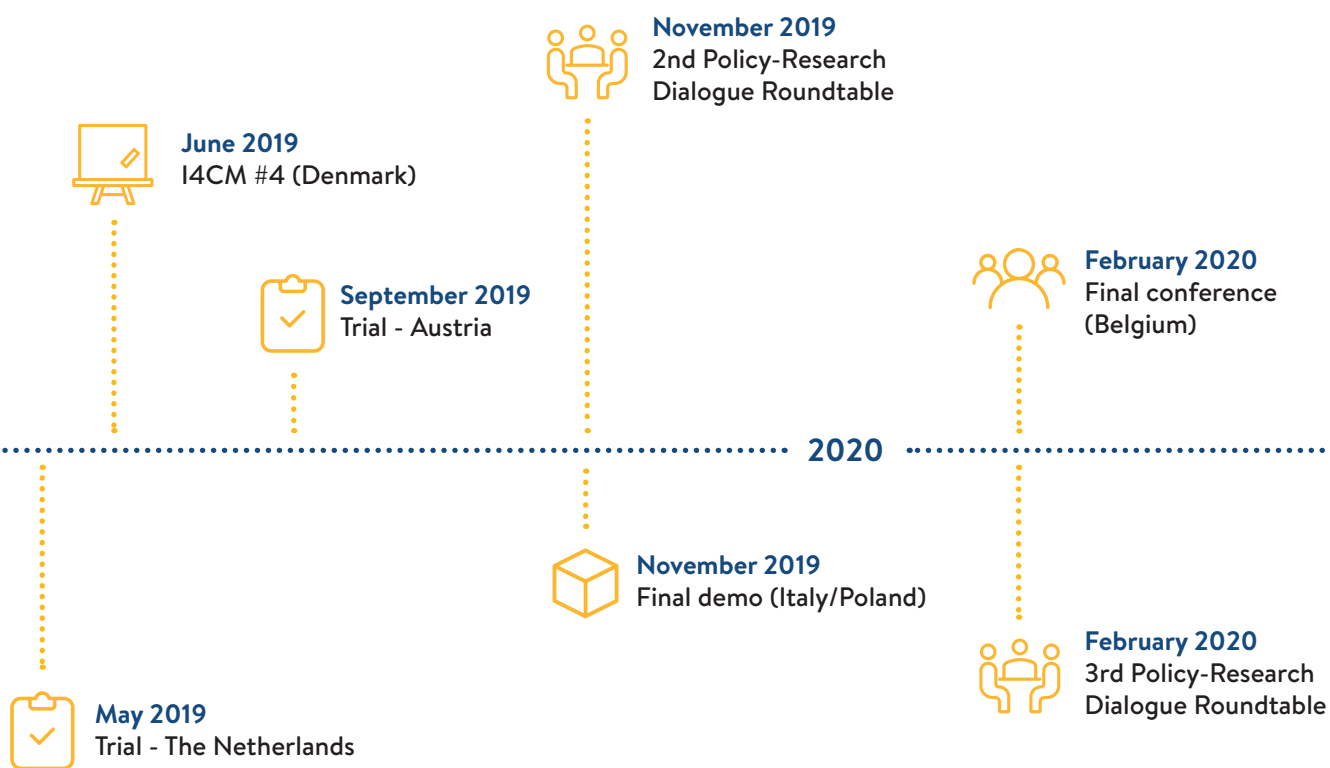 November 2019
2nd Policy-Research
Dialogue Roundtable
June 2019
I4CM #4 (Denmark)
September 2019
Trial - Austria
February 2020
Final conference
(Belgium)
2020
November 2019
Final demo (Italy/Poland)
February 2020
3rd Policy-Research
Dialogue Roundtable
May 2019
Trial - The Netherlands